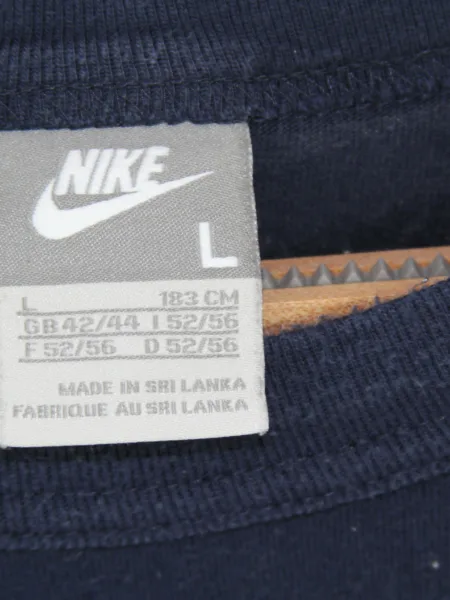 NIKE
L
L 183 CM
GB 42/44 I 52/56
F 52/56 D 52/56
MADE IN SRI LANKA
FABRIQUE AU SRI LANKA